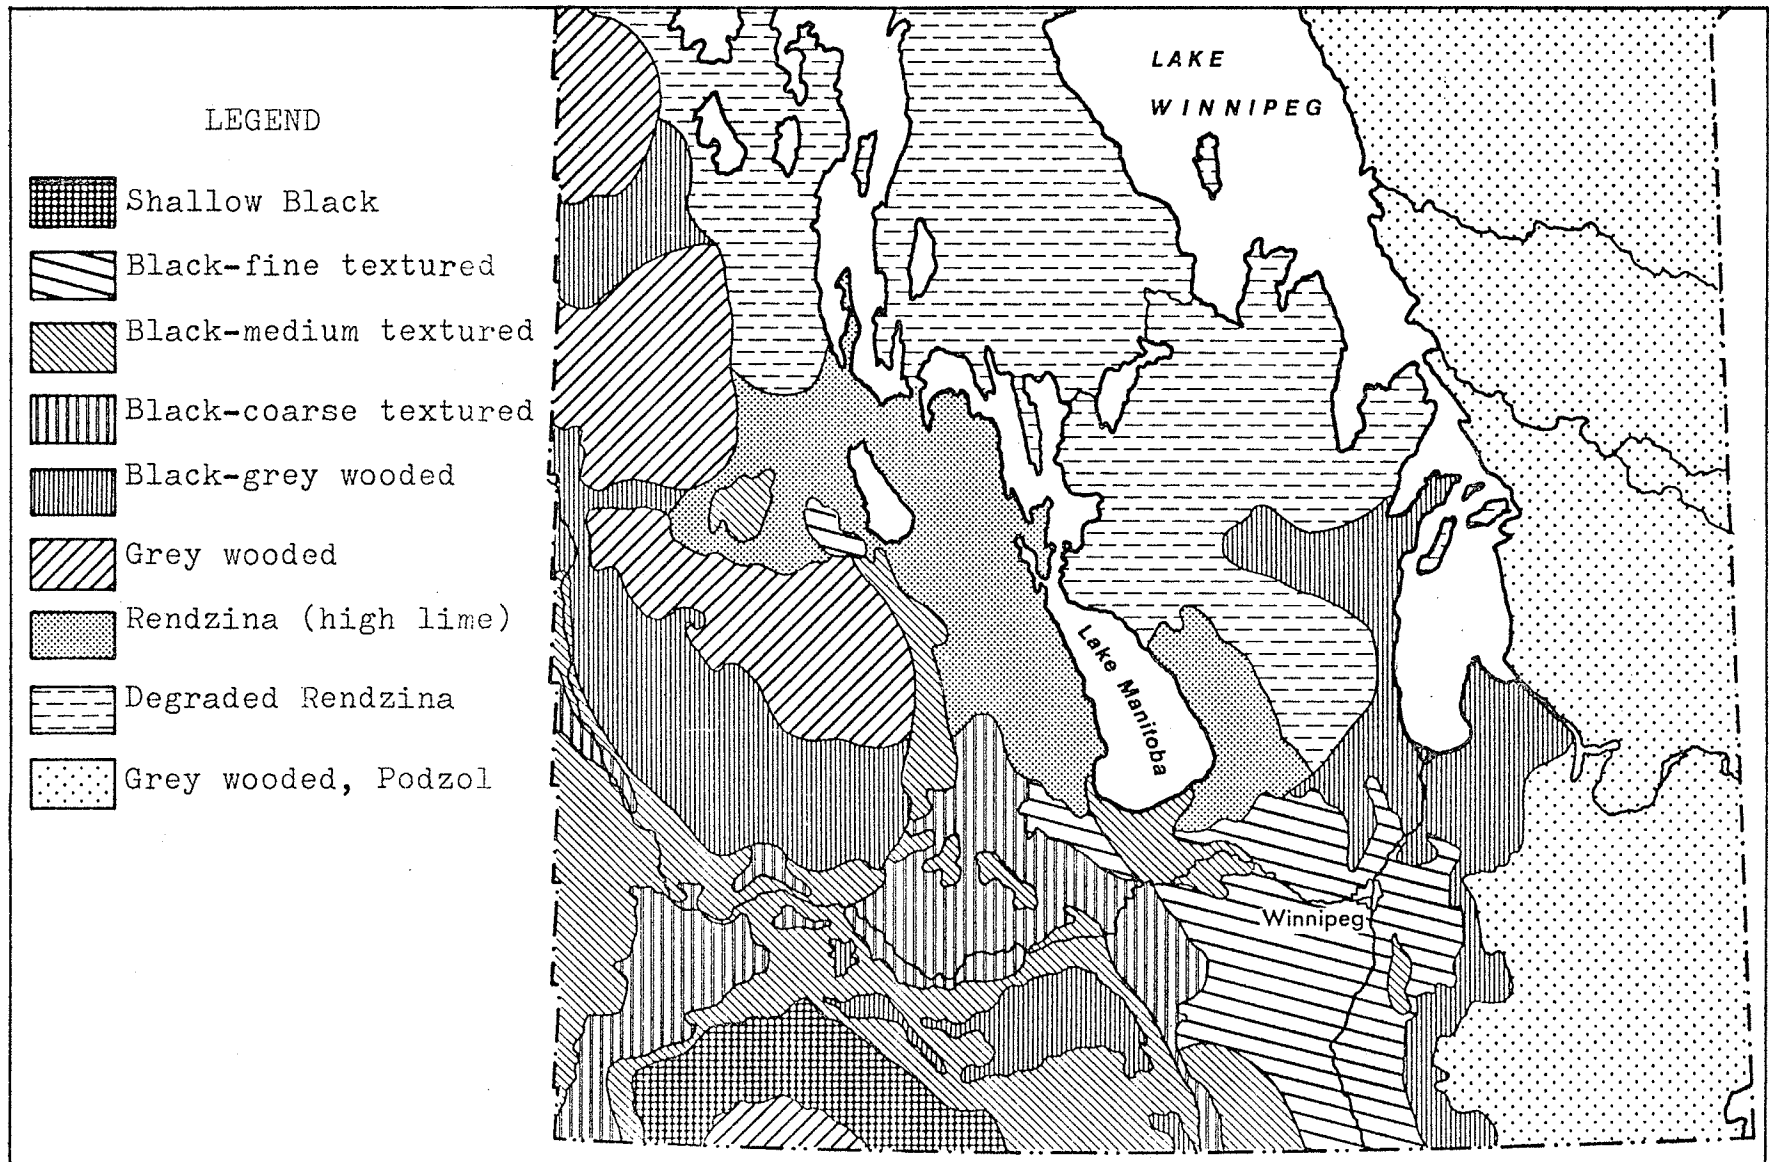 LEGEND
Shallow Black
Black-fine textured
Black-medium textured
Black-coarse textured
Black-grey wooded
Grey wooded
Rendzina (high lime)
Degraded Rendzina
Grey wooded, Podzol
LAKE
WINNIPEG
Lake Manitoba
Winnipeg